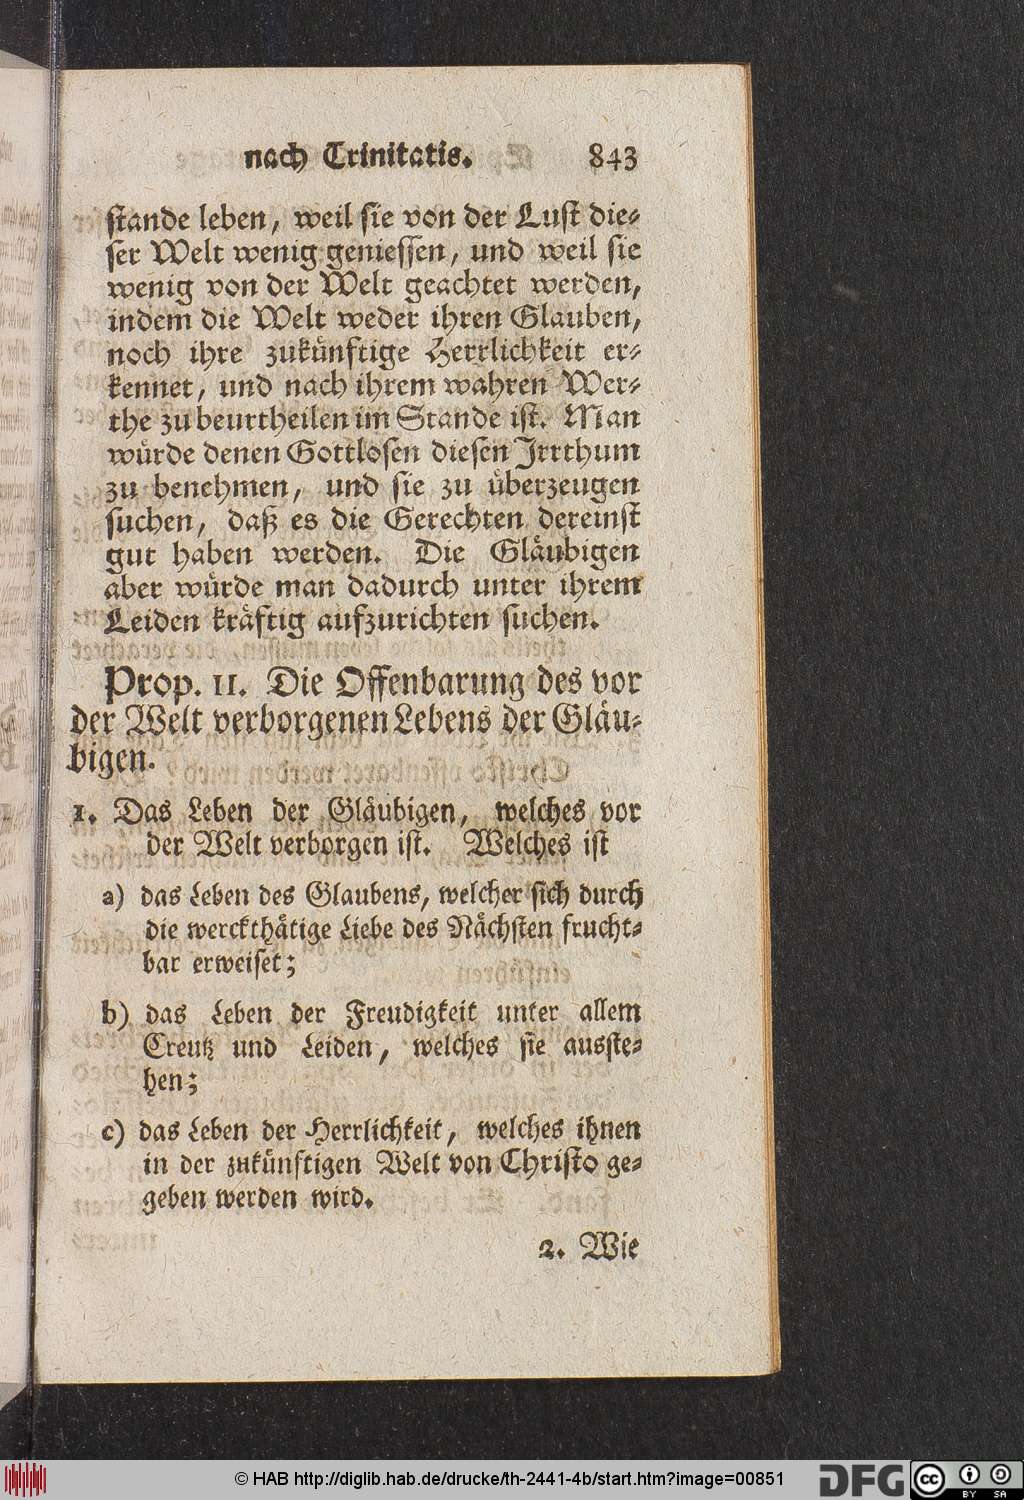 nach Trinitatis. 843
stande leben, weil sie von der Lust die-
ser Welt wenig geniessen, und weil sie
wenig von der Welt geachtet werden,
indem die Welt weder ihren Glauben,
noch ihre zukünftige Herrlichkeit er-
kennet, und nach ihrem wahren Wer-
the zu beurtheilen im Stande ist. Man
würde denen Gottlosen diesen Irrthum
zu benehmen, und sie zu überzeugen
suchen, daß es die Gerechten dereinst
gut haben werden. Die Gläubigen
aber würde man dadurch unter ihrem
Leiden kräftig aufzurichten suchen.
Prop. II. Die Offenbarung des vor
der Welt verborgenen Lebens der Gläu-
bigen.
1. Das Leben der Gläubigen, welches vor
der Welt verborgen ist. Welches ist
a) das Leben des Glaubens, welcher sich durch
die werckthätige Liebe des Nächsten frucht-
bar erweiset;
b) das Leben der Freudigkeit unter allem
Creutz und Leiden, welches sie ausste-
hen;
c) das Leben der Herrlichkeit, welches ihnen
in der zukünftigen Welt von Christo ge-
geben werden wird.
2. Wie
© HAB http://diglib.hab.de/drucke/th-2441-4b/start.htm?image=00851
DFG
cc BY SA